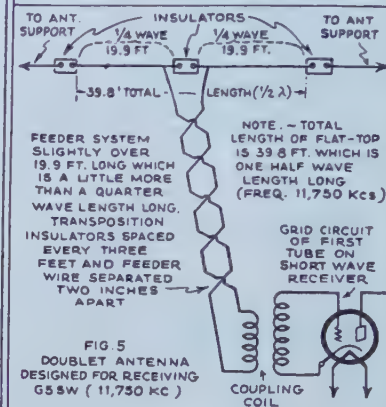 TO ANT. SUPPORT
INSULATORS
TO ANT. SUPPORT
1/4 WAVE
19.9 FT.
1/4 WAVE
19.9 FT.
39.8' TOTAL LENGTH (1/2 λ)
FEEDER SYSTEM
SLIGHTLY OVER
19.9 FT. LONG WHICH
IS A LITTLE MORE
THAN A QUARTER
WAVE LENGTH LONG.
TRANSPOSITION
INSULATORS SPACED
EVERY THREE
FEET AND FEEDER
WIRE SEPARATED
TWO INCHES
APART
NOTE. - TOTAL
LENGTH OF FLAT-TOP
IS 39.8 FT. WHICH IS
ONE HALF WAVE
LENGTH LONG
(FREQ. 11,750 Kcs)
GRID CIRCUIT
OF FIRST
TUBE ON
SHORT WAVE
RECEIVER
FIG. 5
DOUBLET ANTENNA
DESIGNED FOR RECEIVING
G5SW (11,750 KC)
COUPLING
COIL